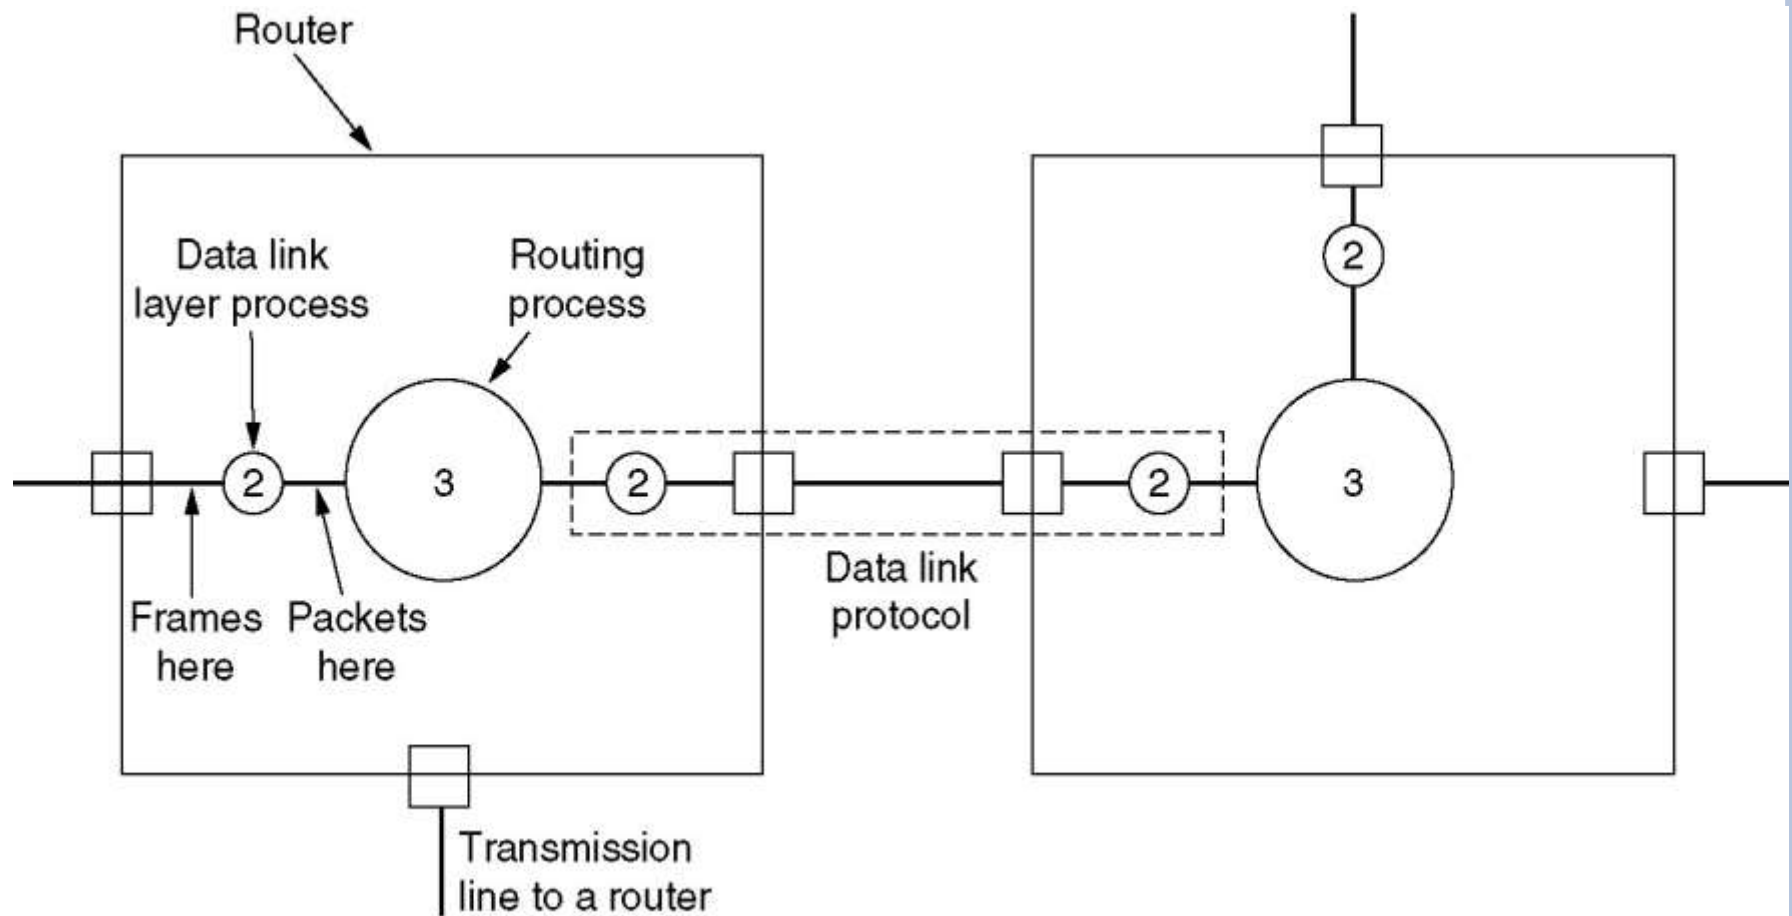 Router
Data link
layer process
Routing
process
2
2
3
2
2
3
Data link
protocol
Frames
here
Packets
here
Transmission
line to a router